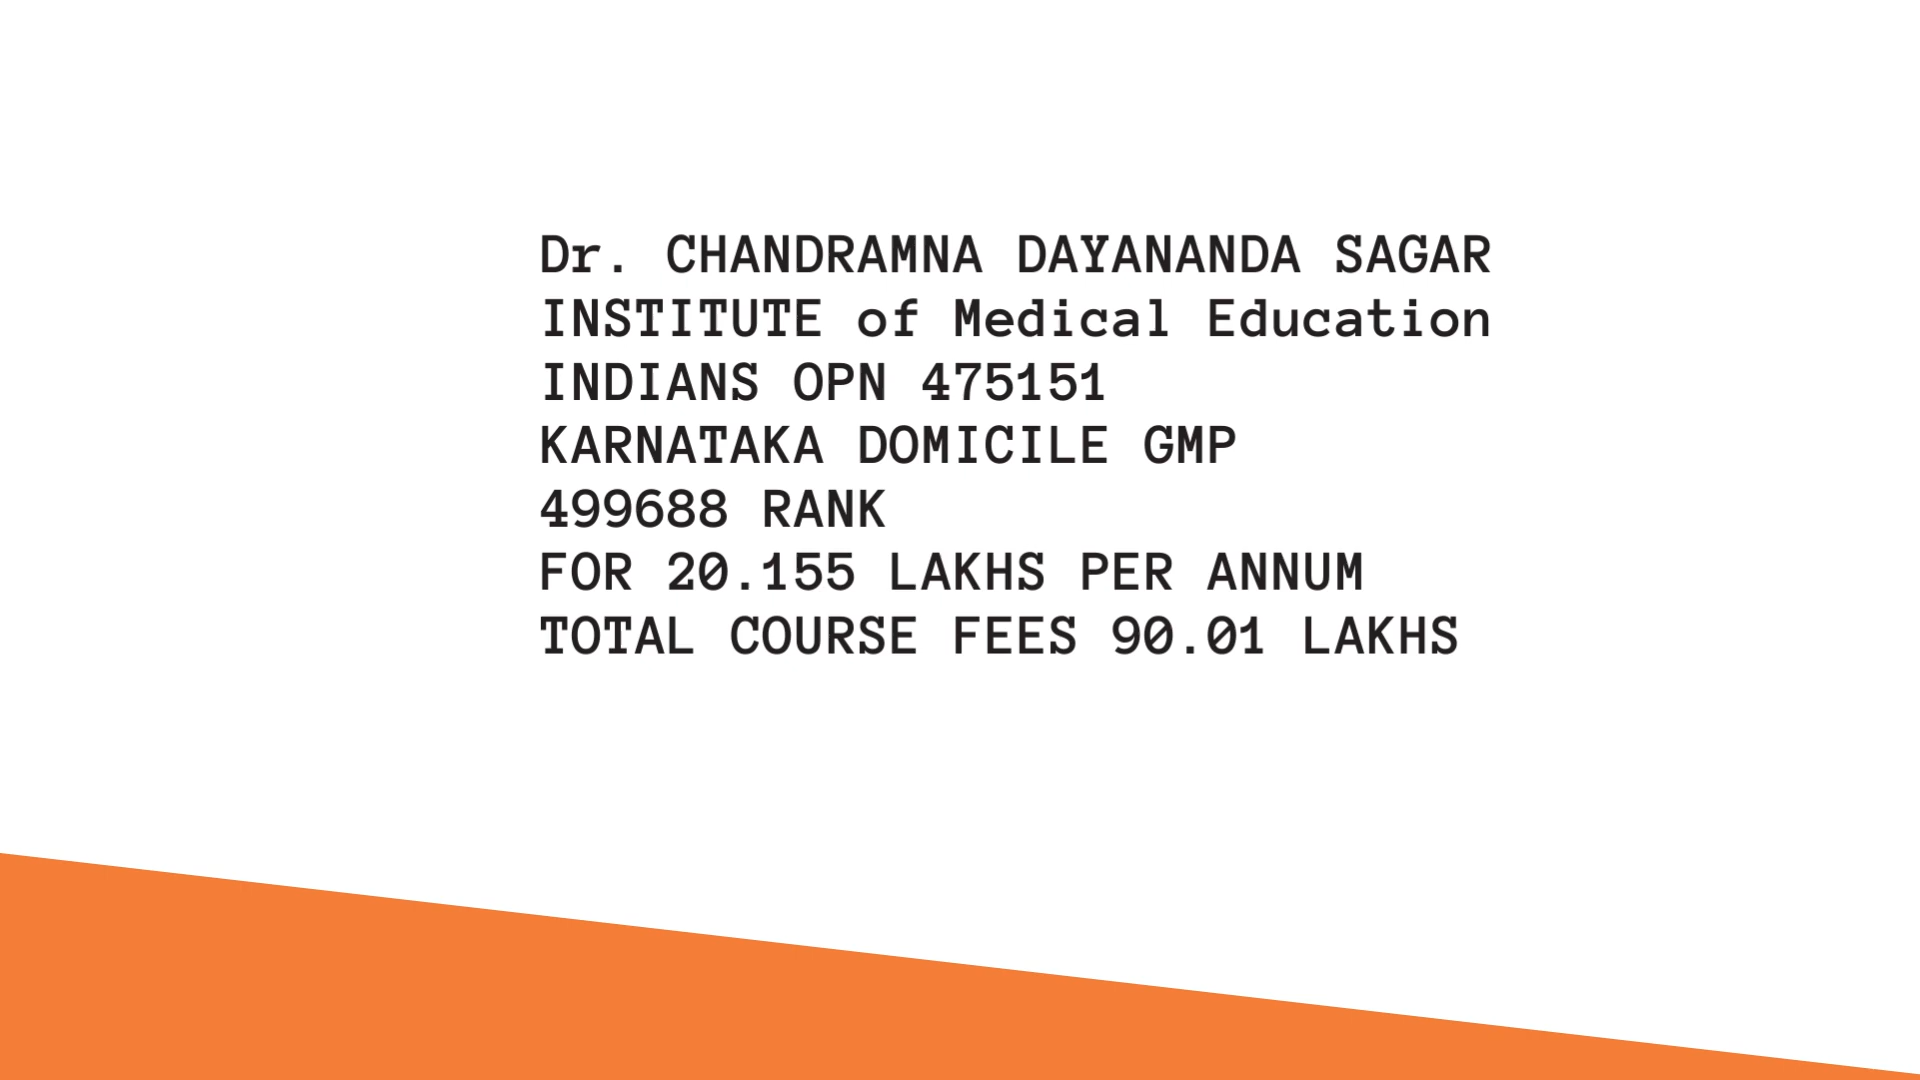 Dr. CHANDRAMNA DAYANANDA SAGAR
INSTITUTE of Medical Education
INDIANS OPN 475151
KARNATAKA DOMICILE GMP
499688 RANK
FOR 20.155 LAKHS PER ANNUM
TOTAL COURSE FEES 90.01 LAKHS